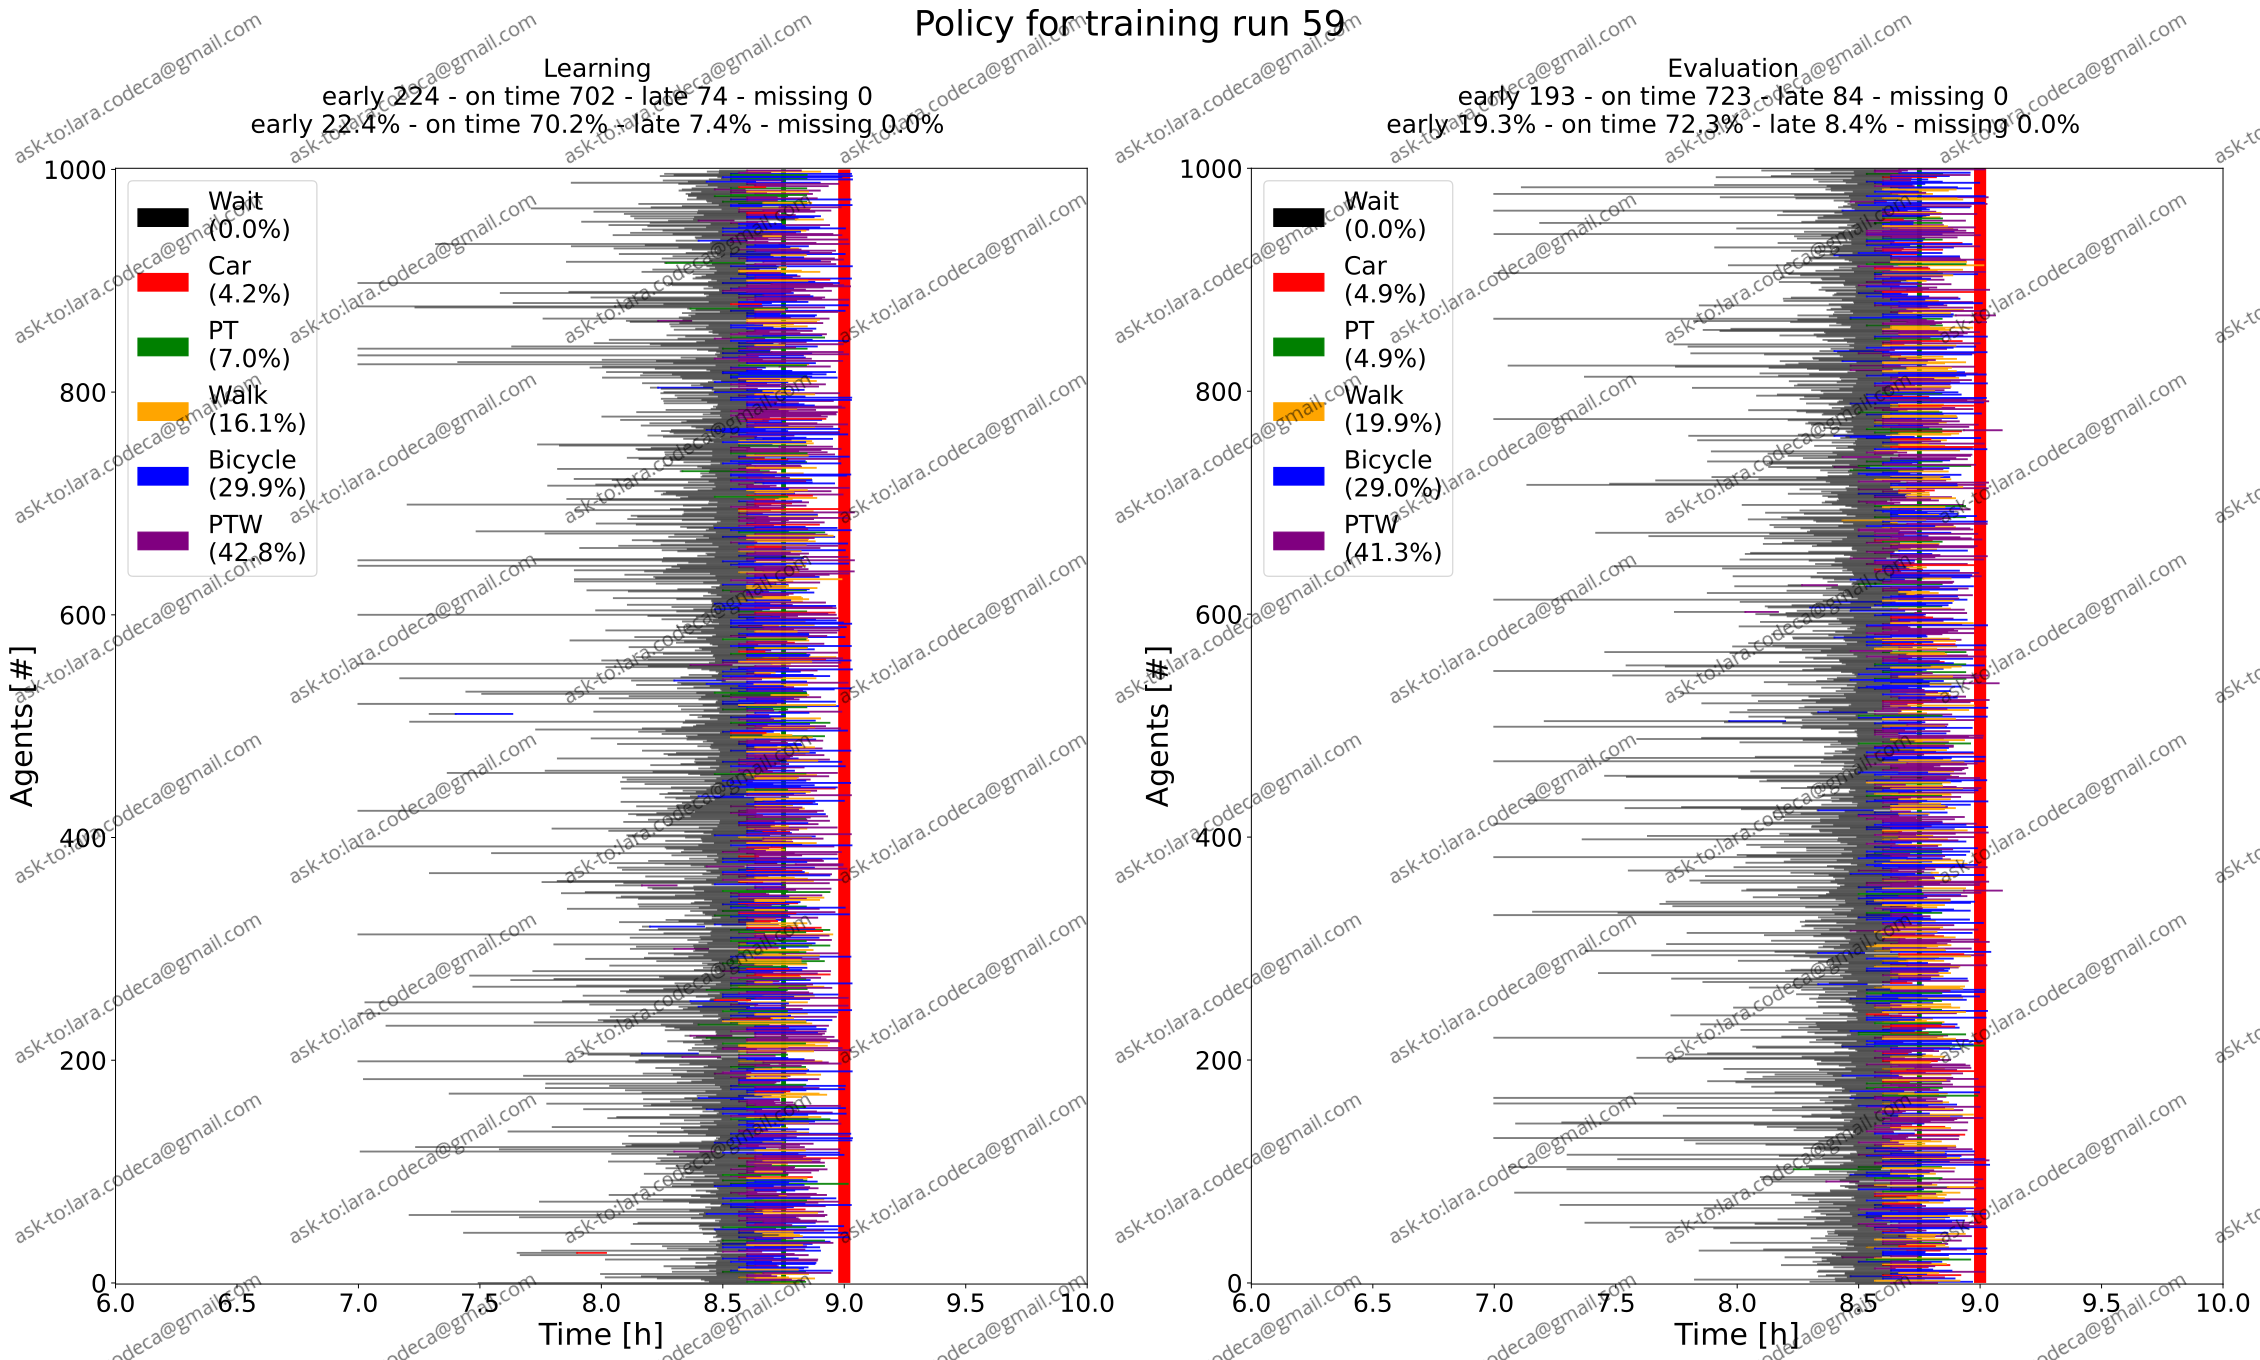 Policy for training run 59
Learning
early 224 - on time 702 - late 74 - missing 0
early 22.4% - on time 70.2% - late 7.4% - missing 0.0%
Agents [#]
1000
800
600
400
200
0
Wait
(0.0%)
Car
(4.2%)
PT
(7.0%)
Walk
(16.1%)
Bicycle
(29.9%)
PTW
(42.8%)
6.0 6.5 7.0 7.5 8.0 8.5 9.0 9.5 10.0
Time [h]
Evaluation
early 193 - on time 723 - late 84 - missing 0
early 19.3% - on time 72.3% - late 8.4% - missing 0.0%
Agents [#]
1000
800
600
400
200
0
Wait
(0.0%)
Car
(4.9%)
PT
(4.9%)
Walk
(19.9%)
Bicycle
(29.0%)
PTW
(41.3%)
6.0 6.5 7.0 7.5 8.0 8.5 9.0 9.5 10.0
Time [h]
ask-to:lara.codeca@gmail.com